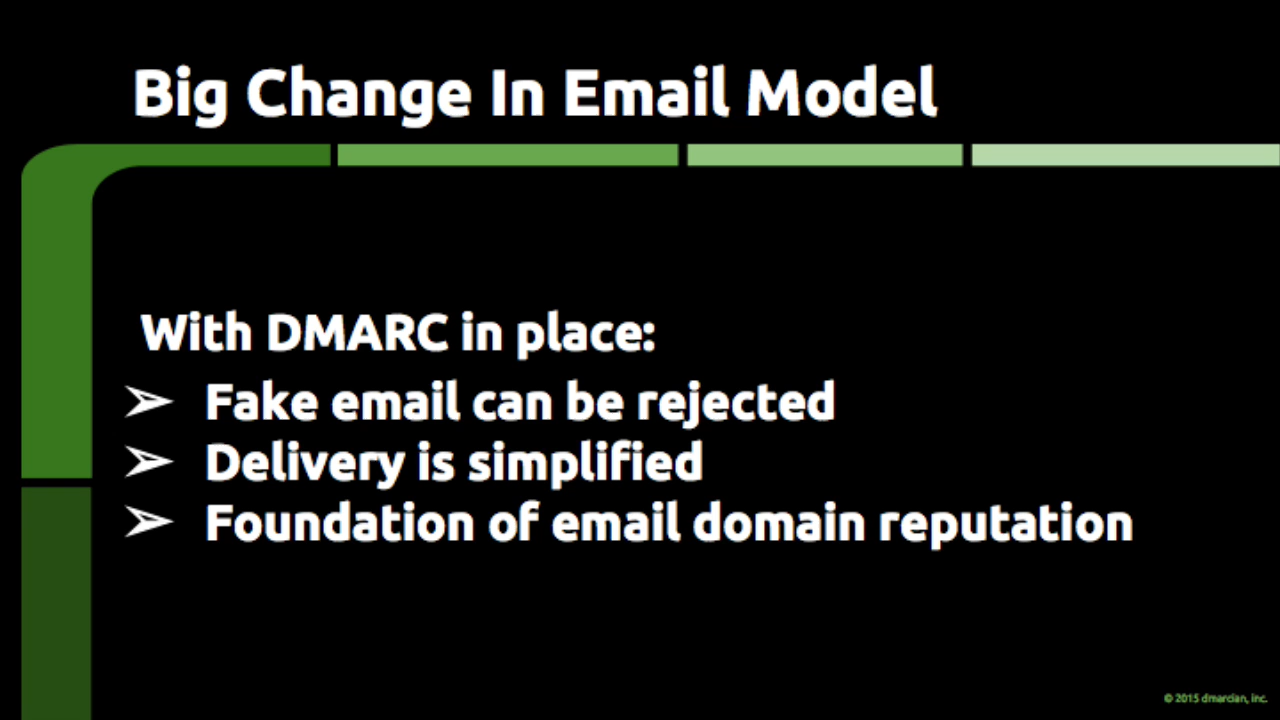 Big Change In Email Model
With DMARC in place:
➢ Fake email can be rejected
➢ Delivery is simplified
➢ Foundation of email domain reputation
© 2015 dmarcian, inc.